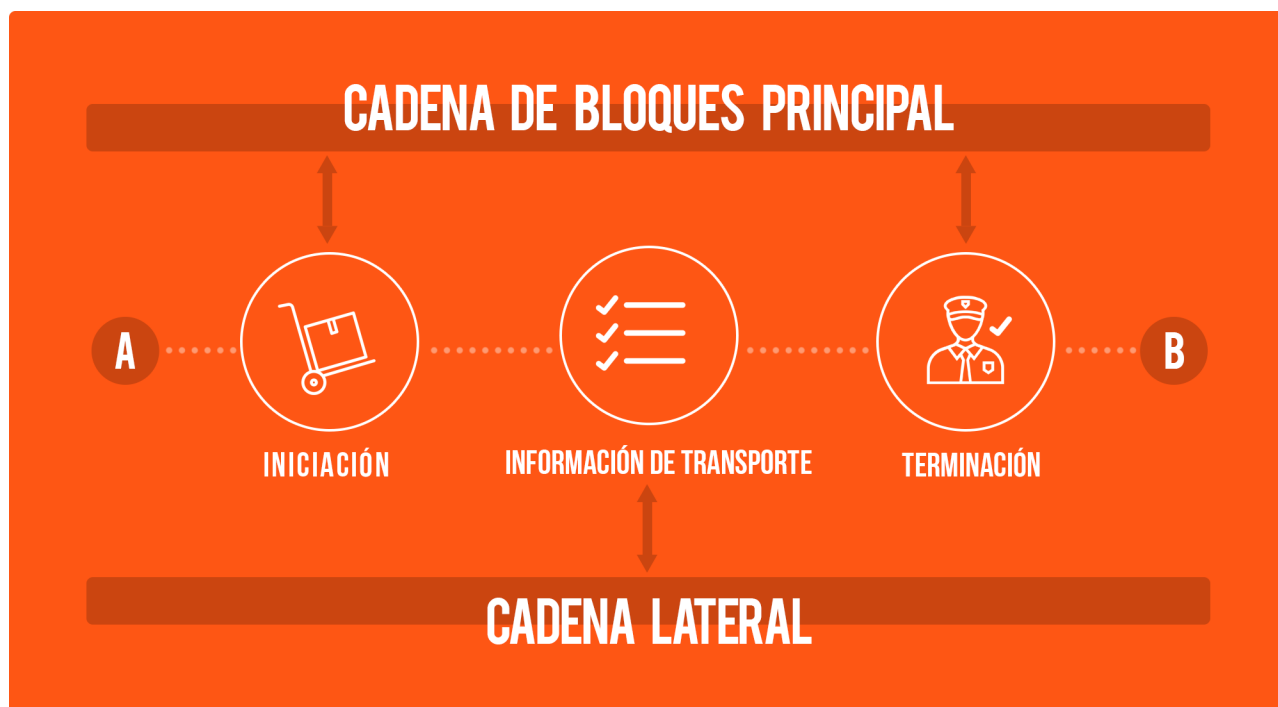 CADENA DE BLOQUES PRINCIPAL
A
B
INICIACIÓN
INFORMACIÓN DE TRANSPORTE
TERMINACIÓN
CADENA LATERAL